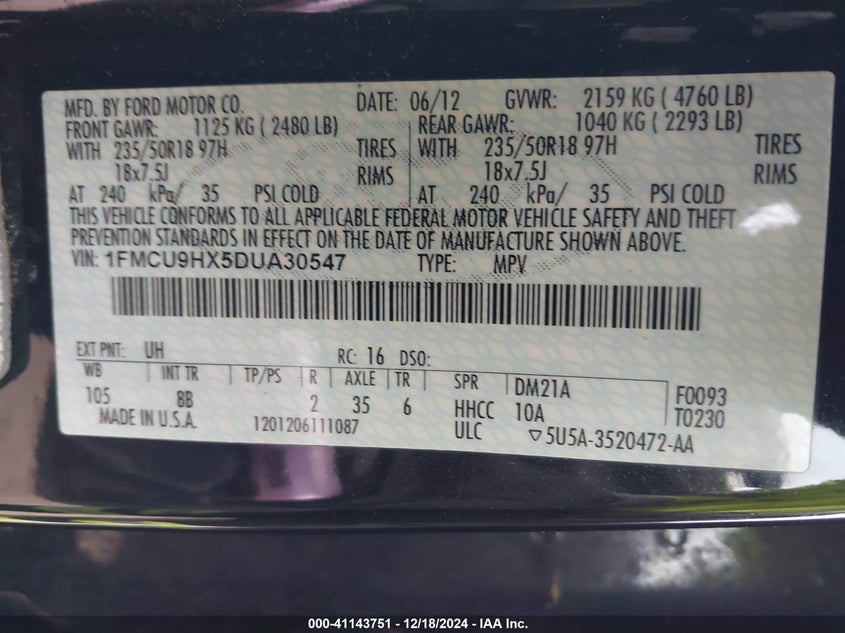 MFD. BY FORD MOTOR CO. DATE: 06/12 GVWR: 2159 KG ( 4760 LB)
FRONT GAWR: 1125 KG ( 2480 LB) REAR GAWR: 1040 KG ( 2293 LB)
WITH 235/50R18 97H TIRES WITH 235/50R18 97H TIRES
18x7.5J RIMS 18x7.5J RIMS
AT 240 kPa/ 35 PSI COLD AT 240 kPa/ 35 PSI COLD
THIS VEHICLE CONFORMS TO ALL APPLICABLE FEDERAL MOTOR VEHICLE SAFETY AND THEFT
PREVENTION STANDARDS IN EFFECT ON THE DATE OF MANUFACTURE SHOWN ABOVE.
VIN: 1FMCU9HX5DUA30547 TYPE: MPV
EXT PNT: UH RC: 16 DSO:
WB INT TR TP/PS R AXLE TR SPR DM21A F0093
105 8B 2 35 6 HHCC 10A T0230
MADE IN U.S.A. 1201206111087 ULC ▽5U5A-3520472-AA
000-41143751 — 12/18/2024 — IAA Inc.